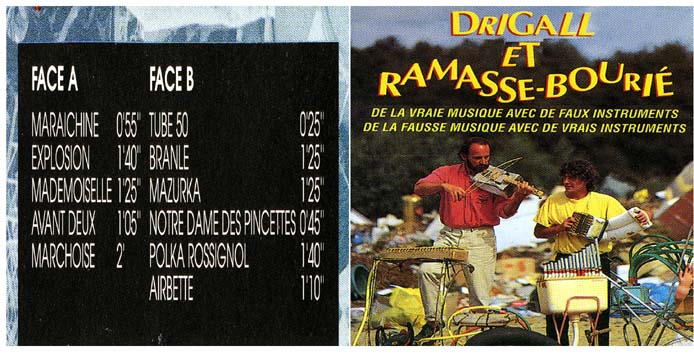 FACE A FACE B
MARAICHINE 0'55" TUBE 50 0'25"
EXPLOSION 1'40" BRANLE 1'25"
MADEMOISELLE 1'25" MAZURKA 1'25"
AVANT DEUX 1'05" NOTRE DAME DES PINCETTES 0'45"
MARCHOISE 2' POLKA ROSSIGNOL 1'40"
AIRBETTE 1'10"
DRIGALL
ET
RAMASSE-BOURIÉ
DE LA VRAIE MUSIQUE AVEC DE FAUX INSTRUMENTS
DE LA FAUSSE MUSIQUE AVEC DE VRAIS INSTRUMENTS